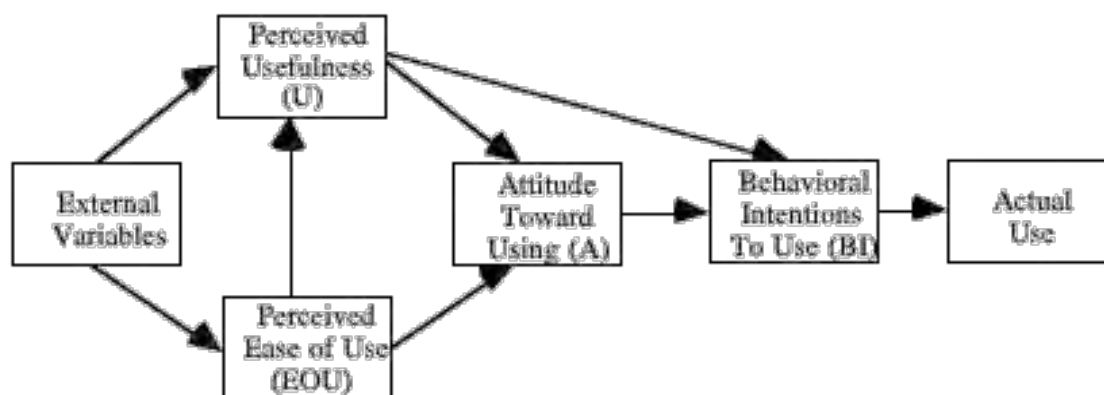 Perceived
Usefulness
(U)
External
Variables
Perceived
Ease of Use
(EOU)
Attitude
Toward
Using (A)
Behavioral
Intentions
To Use (BI)
Actual
Use